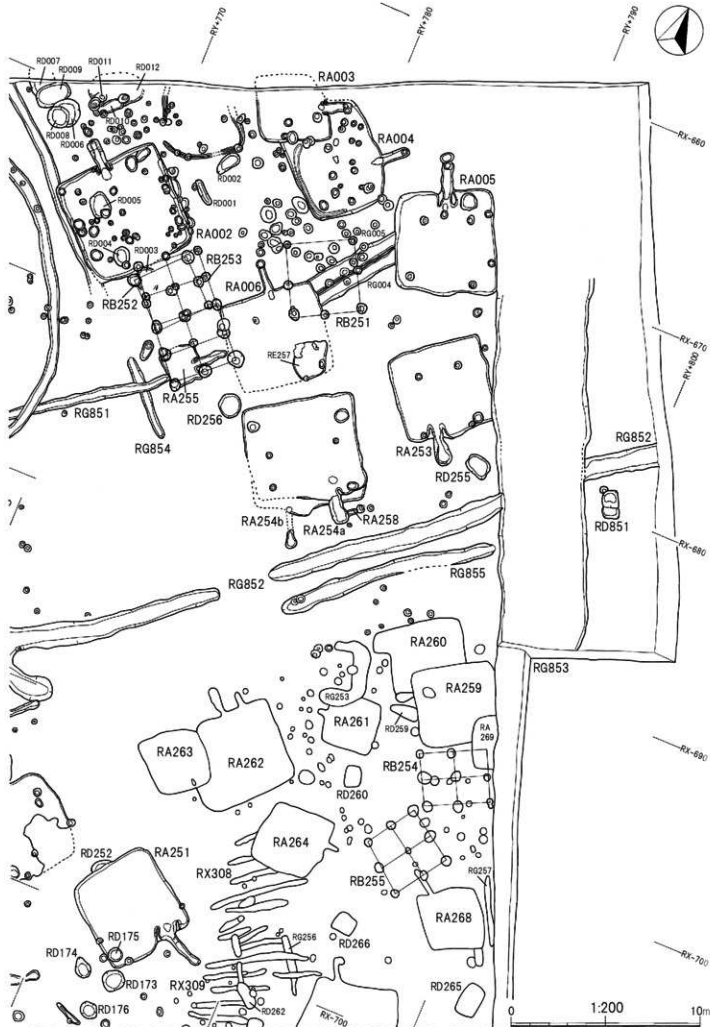 RY+770
RY+780
RY+790
RD007
RD009
RD011
RD012
RA003
RD010
RD008
RD006
RA004
RX-660
RD002
RA005
RD005
RD001
RD004
RA002
RD003
RG005
RB253
RA006
RG004
RB252
RB251
RX-670
RE257
RY+800
RA255
RG851
RD256
RG854
RA253
RG852
RD255
RA254b
RA254a
RA258
RD851
RX-680
RG852
RG855
RA260
RG853
RA259
RG253
RD259
RA261
RA
269
RA263
RA262
RX-690
RB254
RD260
RA264
RD252
RA251
RX308
RG257
RB255
RA268
RG256
RD266
RD175
RD174
RX-700
RD173
RX309
RD265
RD176
RD262
RX-700
0
1:200
10m